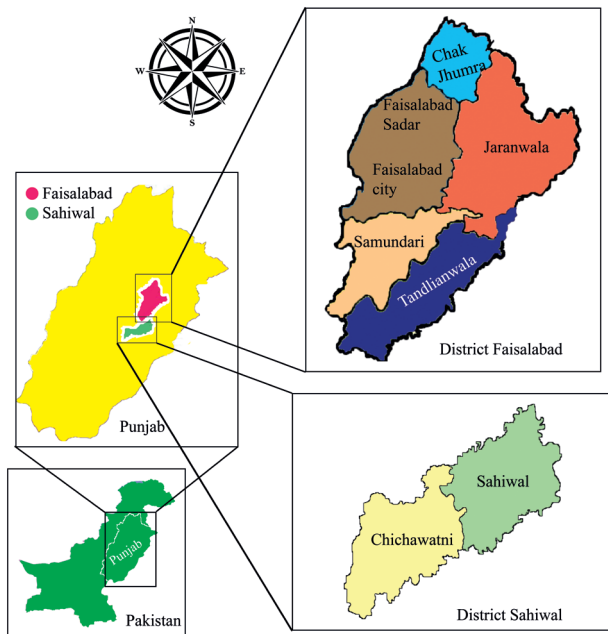 N
W
E
S
Chak
Jhumra
Faisalabad
Sadar
Jaranwala
Faisalabad
city
Samundari
Tandlianwala
District Faisalabad
Faisalabad
Sahiwal
Punjab
Punjab
Pakistan
Sahiwal
Chichawatni
District Sahiwal